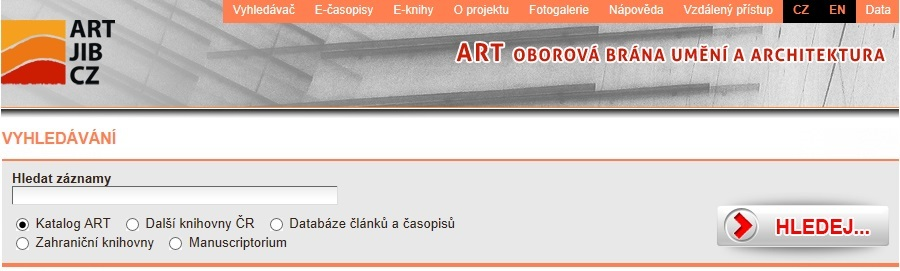 Vyhledávač E-časopisy E-knihy O projektu Fotogalerie Nápověda Vzdálený přístup CZ EN Data
ART
JIB
CZ
ART OBOROVÁ BRÁNA UMĚNÍ A ARCHITEKTURA
VYHLEDÁVÁNÍ
Hledat záznamy
Katalog ART Další knihovny ČR Databáze článků a časopisů
Zahraniční knihovny Manuscriptorium
HLEDEJ...